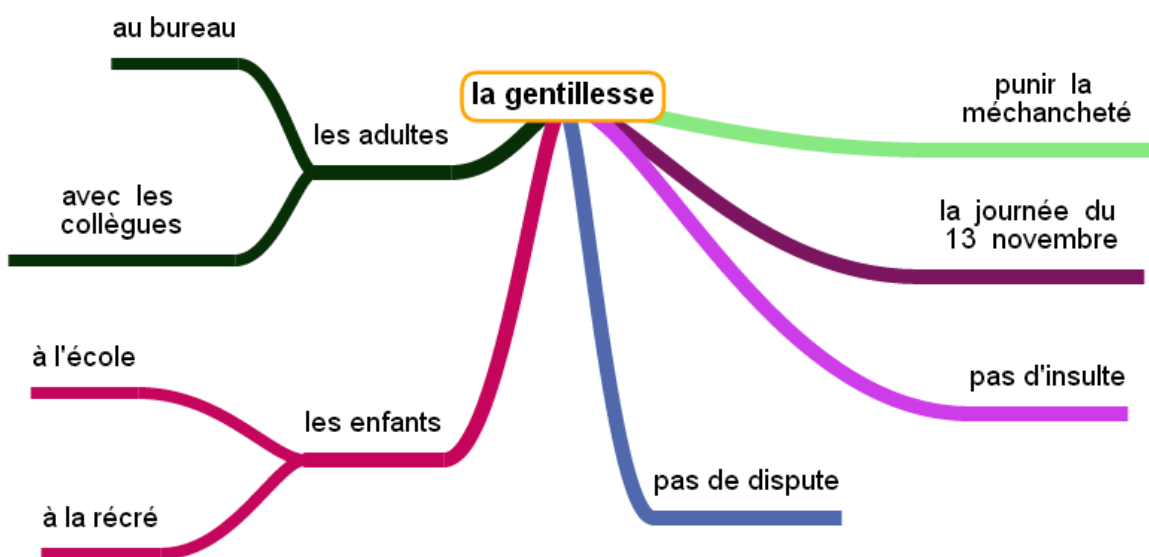 la gentillesse
les adultes
au bureau
avec les
collègues
les enfants
à l'école
à la récré
punir la
méchanceté
la journée du
13 novembre
pas d'insulte
pas de dispute